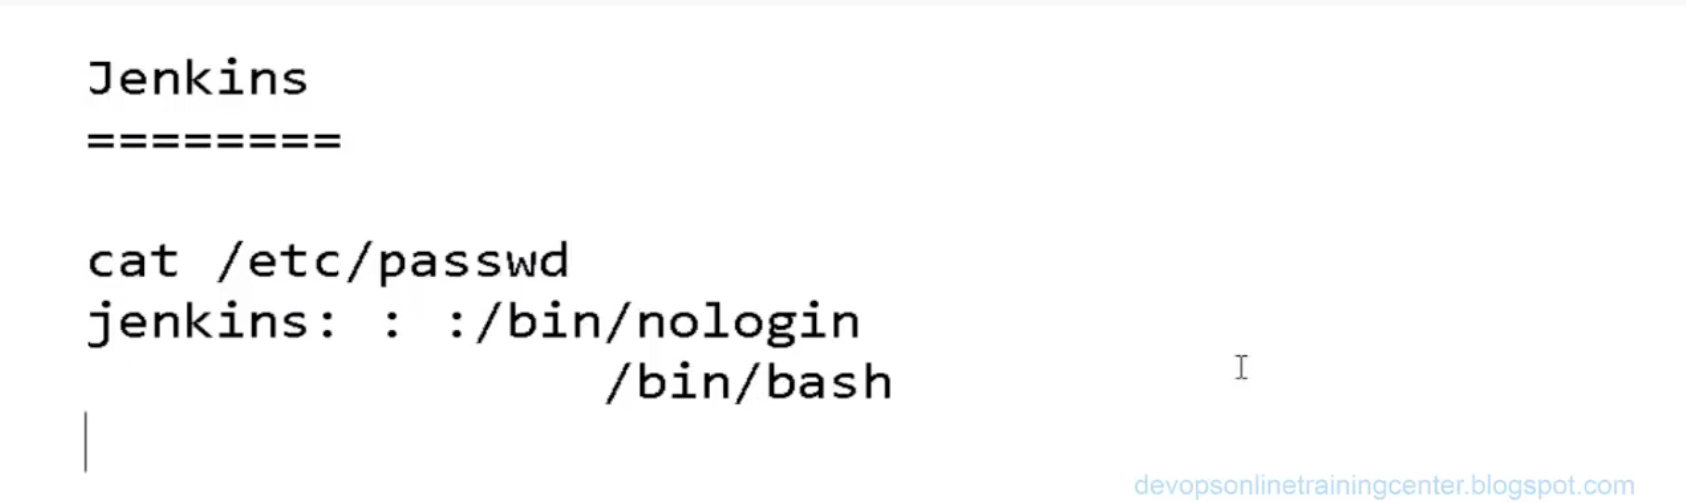 Jenkins
========
cat /etc/passwd
jenkins: : :/bin/nologin
/bin/bash
devopsonlinetrainingcenter.blogspot.com